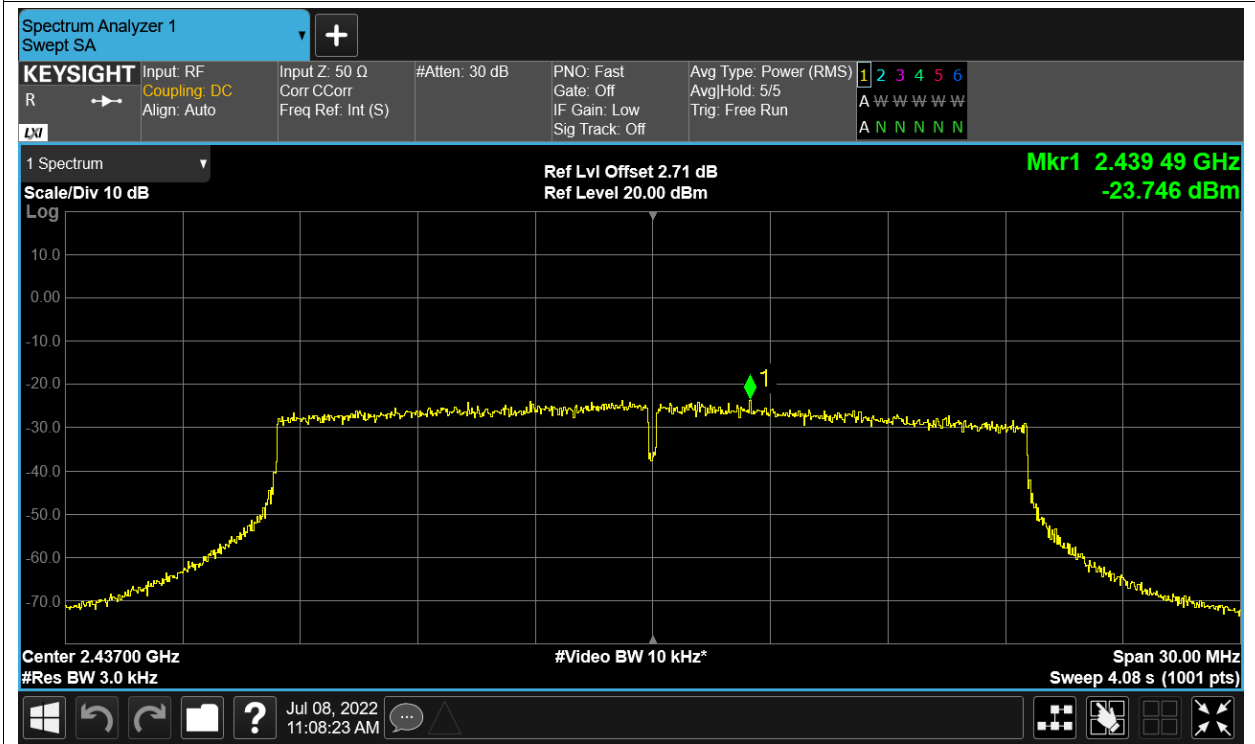 Spectrum Analyzer 1
Swept SA
+
KEYSIGHT
R
LXI
Input: RF
Coupling: DC
Align: Auto
Input Z: 50 Ω
Corr CCorr
Freq Ref: Int (S)
#Atten: 30 dB
PNO: Fast
Gate: Off
IF Gain: Low
Sig Track: Off
Avg Type: Power (RMS)
Avg|Hold: 5/5
Trig: Free Run
1 2 3 4 5 6
A W W W W W
A N N N N N
1 Spectrum
Scale/Div 10 dB
Log
Ref Lvl Offset 2.71 dB
Ref Level 20.00 dBm
Mkr1 2.439 49 GHz
-23.746 dBm
10.0
0.00
-10.0
-20.0
-30.0
-40.0
-50.0
-60.0
-70.0
1
Center 2.43700 GHz
#Res BW 3.0 kHz
#Video BW 10 kHz*
Span 30.00 MHz
Sweep 4.08 s (1001 pts)
?
Jul 08, 2022
11:08:23 AM